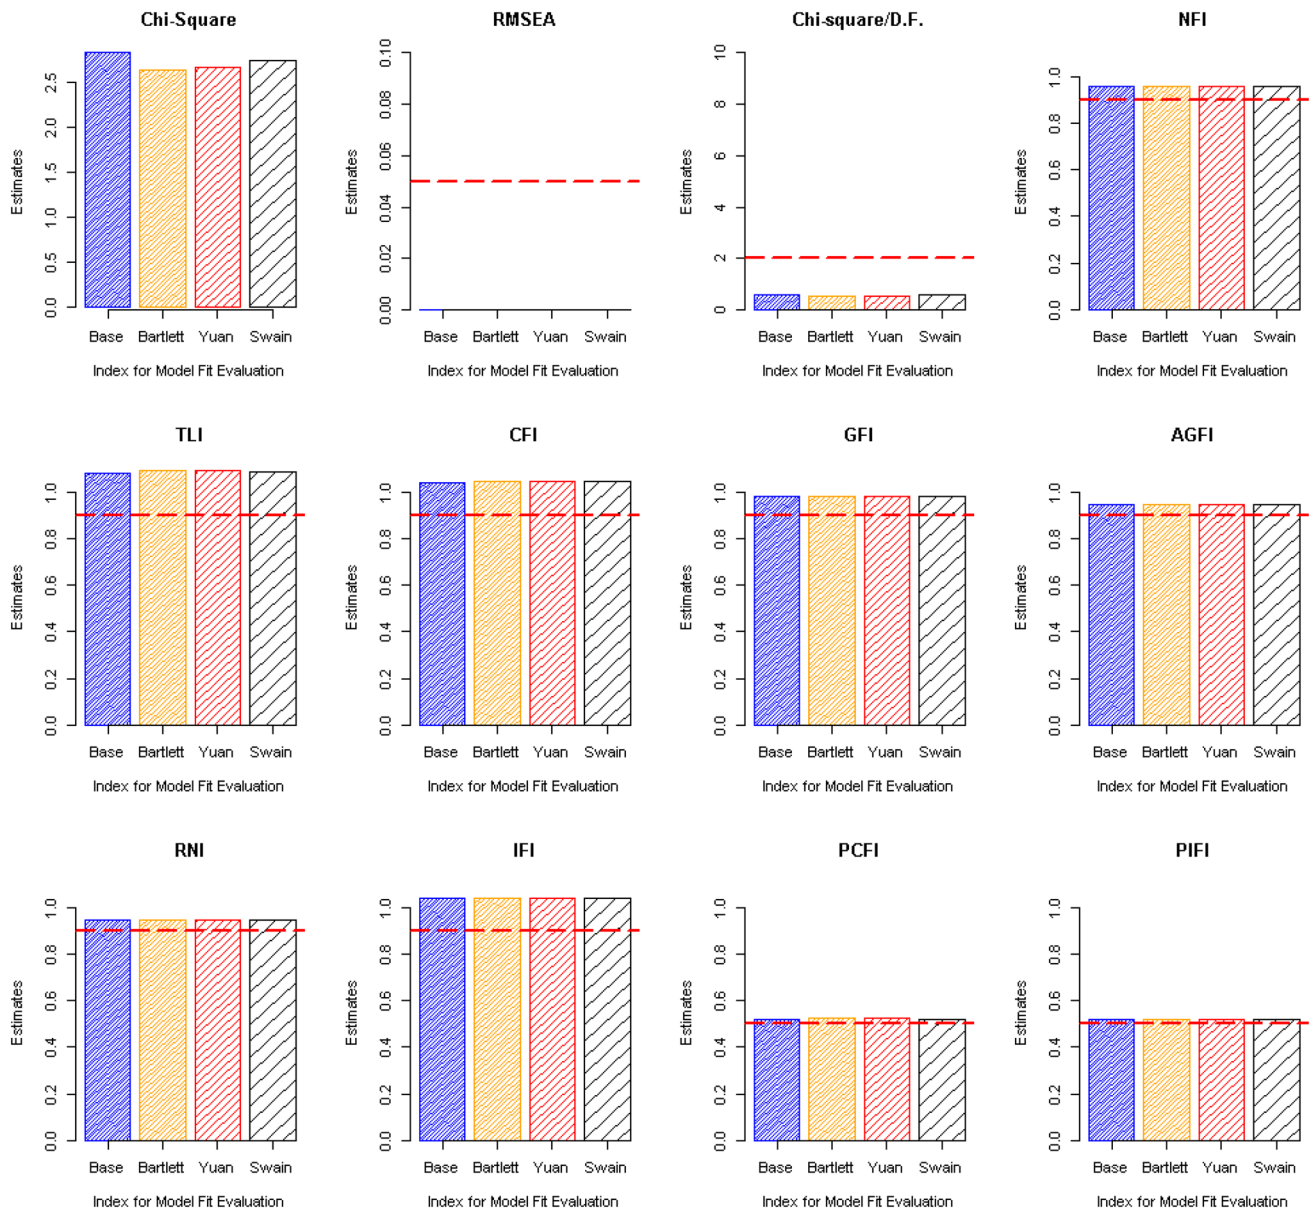 Chi-Square
Estimates
0.0 0.5 1.0 1.5 2.0 2.5
Base Bartlett Yuan Swain
Index for Model Fit Evaluation
RMSEA
Estimates
0.00 0.02 0.04 0.06 0.08 0.10
Base Bartlett Yuan Swain
Index for Model Fit Evaluation
Chi-square/D.F.
Estimates
0 2 4 6 8 10
Base Bartlett Yuan Swain
Index for Model Fit Evaluation
NFI
Estimates
0.0 0.2 0.4 0.6 0.8 1.0
Base Bartlett Yuan Swain
Index for Model Fit Evaluation
TLI
Estimates
0.0 0.2 0.4 0.6 0.8 1.0
Base Bartlett Yuan Swain
Index for Model Fit Evaluation
CFI
Estimates
0.0 0.2 0.4 0.6 0.8 1.0
Base Bartlett Yuan Swain
Index for Model Fit Evaluation
GFI
Estimates
0.0 0.2 0.4 0.6 0.8 1.0
Base Bartlett Yuan Swain
Index for Model Fit Evaluation
AGFI
Estimates
0.0 0.2 0.4 0.6 0.8 1.0
Base Bartlett Yuan Swain
Index for Model Fit Evaluation
RNI
Estimates
0.0 0.2 0.4 0.6 0.8 1.0
Base Bartlett Yuan Swain
Index for Model Fit Evaluation
IFI
Estimates
0.0 0.2 0.4 0.6 0.8 1.0
Base Bartlett Yuan Swain
Index for Model Fit Evaluation
PCFI
Estimates
0.0 0.2 0.4 0.6 0.8 1.0
Base Bartlett Yuan Swain
Index for Model Fit Evaluation
PIFI
Estimates
0.0 0.2 0.4 0.6 0.8 1.0
Base Bartlett Yuan Swain
Index for Model Fit Evaluation